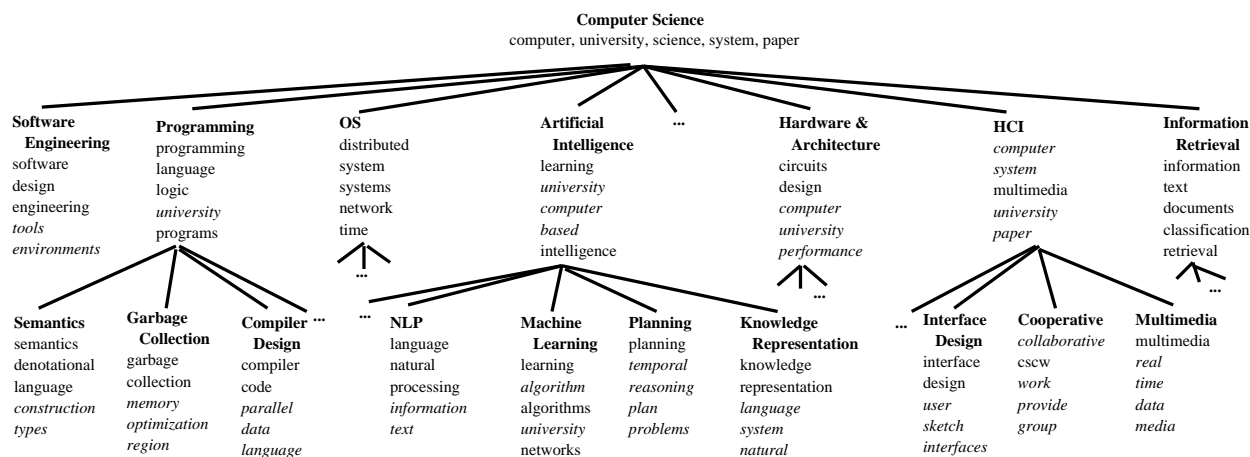 Computer Science
computer, university, science, system, paper
Software
Engineering
software
design
engineering
tools
environments
Programming
programming
language
logic
university
programs
OS
distributed
system
systems
network
time
...
Artificial
Intelligence
learning
university
computer
based
intelligence
...
Hardware &
Architecture
circuits
design
computer
university
performance
...
HCI
computer
system
multimedia
university
paper
Information
Retrieval
information
text
documents
classification
retrieval
...
Semantics
semantics
denotational
language
construction
types
Garbage
Collection
garbage
collection
memory
optimization
region
Compiler
Design
compiler
code
parallel
data
language
...
...
NLP
language
natural
processing
information
text
Machine
Learning
learning
algorithm
algorithms
university
networks
Planning
planning
temporal
reasoning
plan
problems
Knowledge
Representation
knowledge
representation
language
system
natural
...
Interface
Design
interface
design
user
sketch
interfaces
Cooperative
collaborative
cscw
work
provide
group
Multimedia
multimedia
real
time
data
media